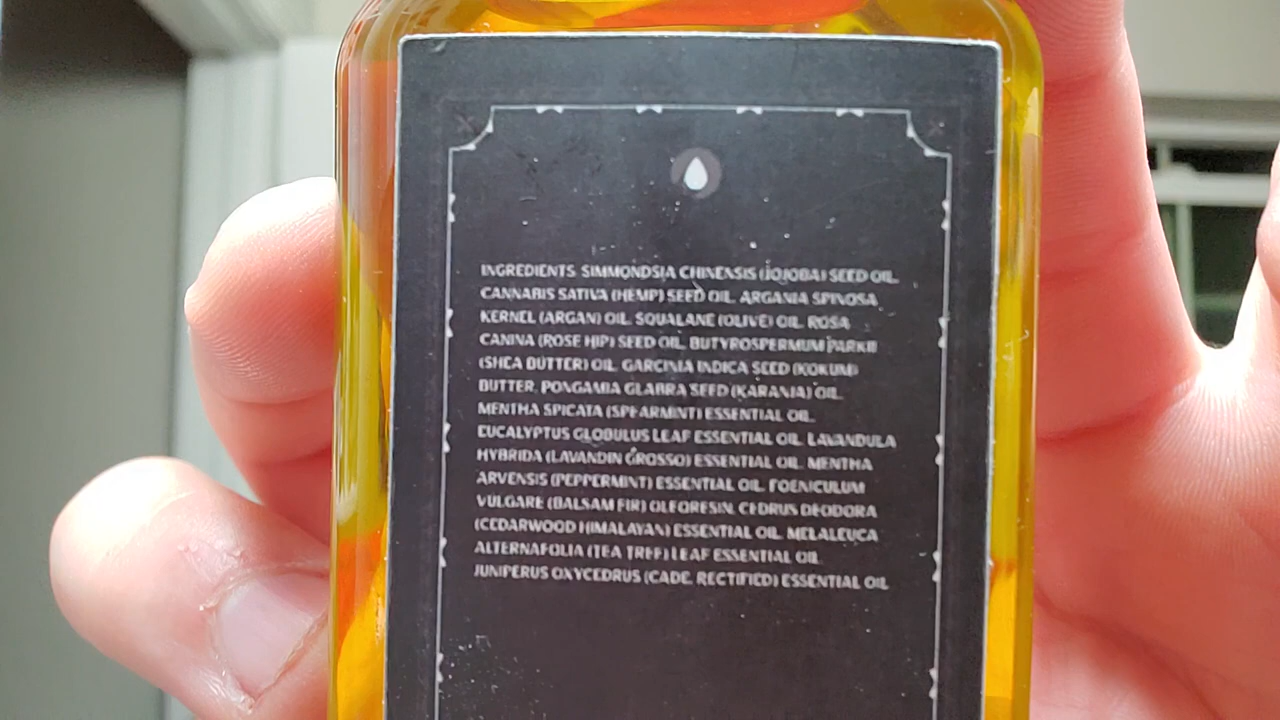 INGREDIENTS: SIMMONDSIA CHINENSIS (JOJOBA) SEED OIL,
CANNABIS SATIVA (HEMP) SEED OIL, ARGANIA SPINOSA
KERNEL (ARGAN) OIL, SQUALANE (OLIVE) OIL, ROSA
CANINA (ROSE HIP) SEED OIL, BUTYROSPERMUM PARKII
(SHEA BUTTER) OIL, GARCINIA INDICA SEED (KOKUM)
BUTTER, PONGAMIA GLABRA SEED (KARANJA) OIL,
MENTHA SPICATA (SPEARMINT) ESSENTIAL OIL,
EUCALYPTUS GLOBULUS LEAF ESSENTIAL OIL, LAVANDULA
HYBRIDA (LAVANDIN GROSSO) ESSENTIAL OIL, MENTHA
ARVENSIS (PEPPERMINT) ESSENTIAL OIL, FOENICULUM
VULGARE (BALSAM FIR) OLEORESIN, CEDRUS DEODORA
(CEDARWOOD HIMALAYAN) ESSENTIAL OIL, MELALEUCA
ALTERNAFOLIA (TEA TREE) LEAF ESSENTIAL OIL,
JUNIPERUS OXYCEDRUS (CADE, RECTIFIED) ESSENTIAL OIL